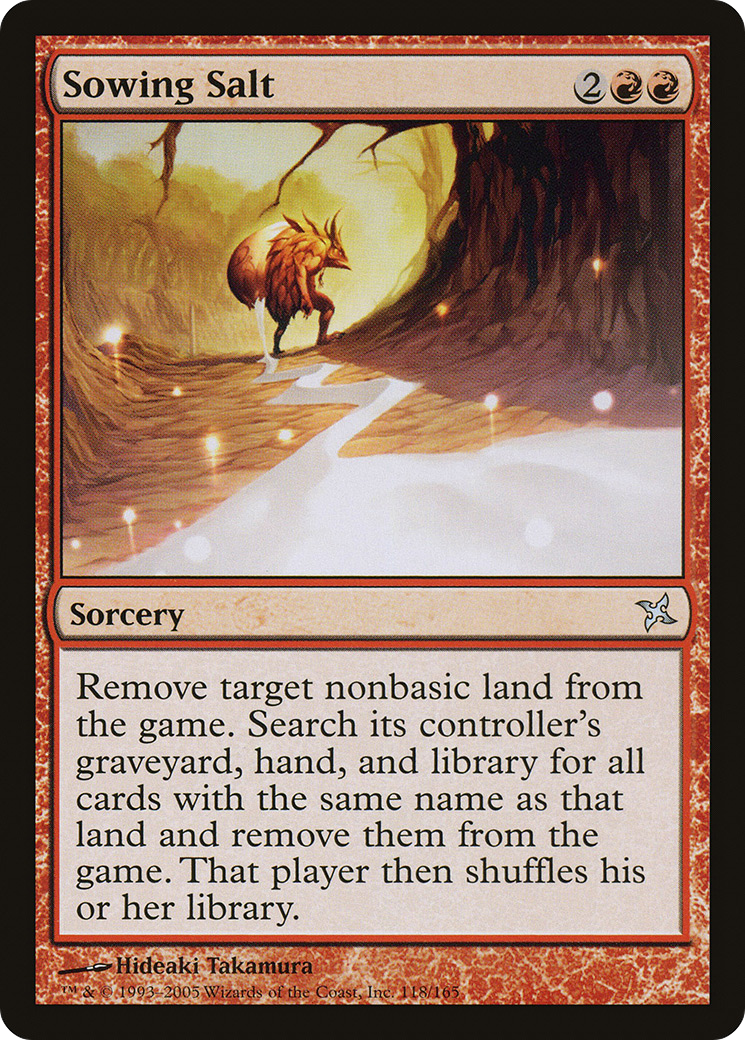 Sowing Salt 2
Sorcery
Remove target nonbasic land from
the game. Search its controller's
graveyard, hand, and library for all
cards with the same name as that
land and remove them from the
game. That player then shuffles his
or her library.
Hideaki Takamura
™ & © 1993–2005 Wizards of the Coast, Inc. 118/165